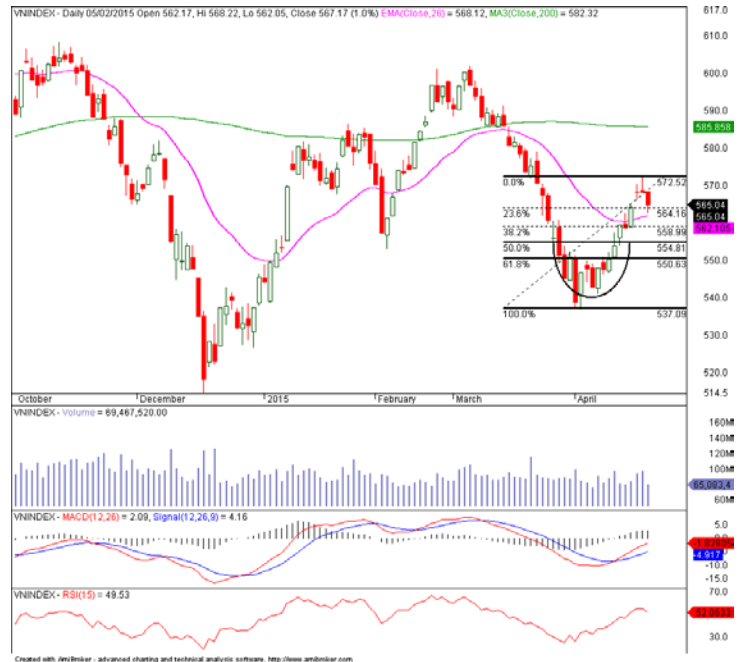 VNINDEX - Daily 05/02/2015 Open 562.17, Hi 568.22, Lo 562.05, Close 567.17 (1.0%) EMA(Close,26) = 568.12, MA3(Close,200) = 582.32
617.0
610.0
600.0
590.0
585.858
580.0
0.0% 572.52
570.0
565.04
23.6% 564.16
565.04
562.105
38.2% 558.99
50.0% 554.81
61.8% 550.63
550.0
540.0
100.0% 537.09
530.0
520.0
514.5
October December 2015 February March April
VNINDEX - Volume = 69,467,520.00
160M
140M
120M
100M
65,083,4
60M
VNINDEX - MACD(12,26) = 2.09, Signal(12,26,9) = 4.16
5.0
-4.917
-10.0
-15.0
VNINDEX - RSI(15) = 49.53
70.0
30.0
Created with AmiBroker - advanced charting and technical analysis software. http://www.amibroker.com